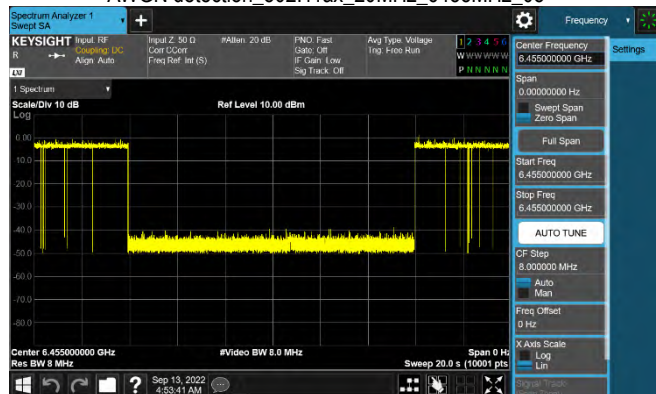 Spectrum Analyzer 1
Swept SA
Frequency
KEYSIGHT
Input: RF
Coupling: DC
Align: Auto
Input Z: 50 Ω
Corr CCorr
Freq Ref: Int (S)
#Atten: 20 dB
PNO: Fast
Gate: Off
IF Gain: Low
Sig Track: Off
Avg Type: Voltage
Trig: Free Run
1 2 3 4 5 6
W W W W W W
P N N N N N
R
LXI
1 Spectrum
Scale/Div 10 dB
Ref Level 10.00 dBm
Log
0.00
-10.0
-20.0
-30.0
-40.0
-50.0
-60.0
-70.0
-80.0
Center 6.455000000 GHz
Res BW 8 MHz
#Video BW 8.0 MHz
Span 0 Hz
Sweep 20.0 s (10001 pts
Sep 13, 2022
4:53:41 AM
Center Frequency
6.455000000 GHz
Settings
Span
0.00000000 Hz
Swept Span
Zero Span
Full Span
Start Freq
6.455000000 GHz
Stop Freq
6.455000000 GHz
AUTO TUNE
CF Step
8.000000 MHz
Auto
Man
Freq Offset
0 Hz
X Axis Scale
Log
Lin
Signal Track